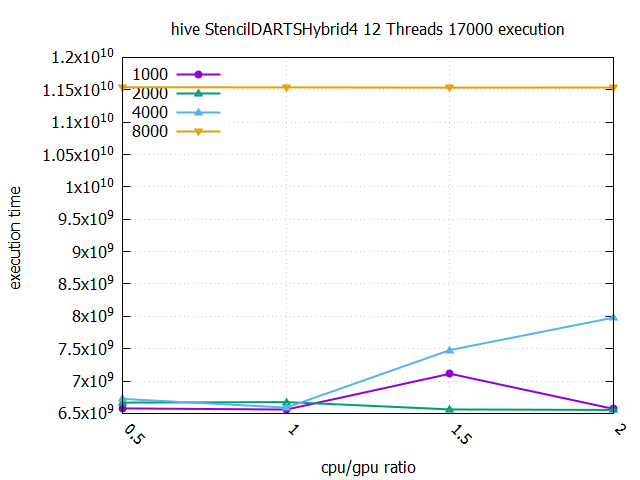 hive StencilDARTSHybrid4 12 Threads 17000 execution
1.2x10^10
1.15x10^10
1.1x10^10
1.05x10^10
1x10^10
9.5x10^9
9x10^9
8.5x10^9
8x10^9
7.5x10^9
7x10^9
6.5x10^9
execution time
1000
2000
4000
8000
0.5
1
1.5
2
cpu/gpu ratio